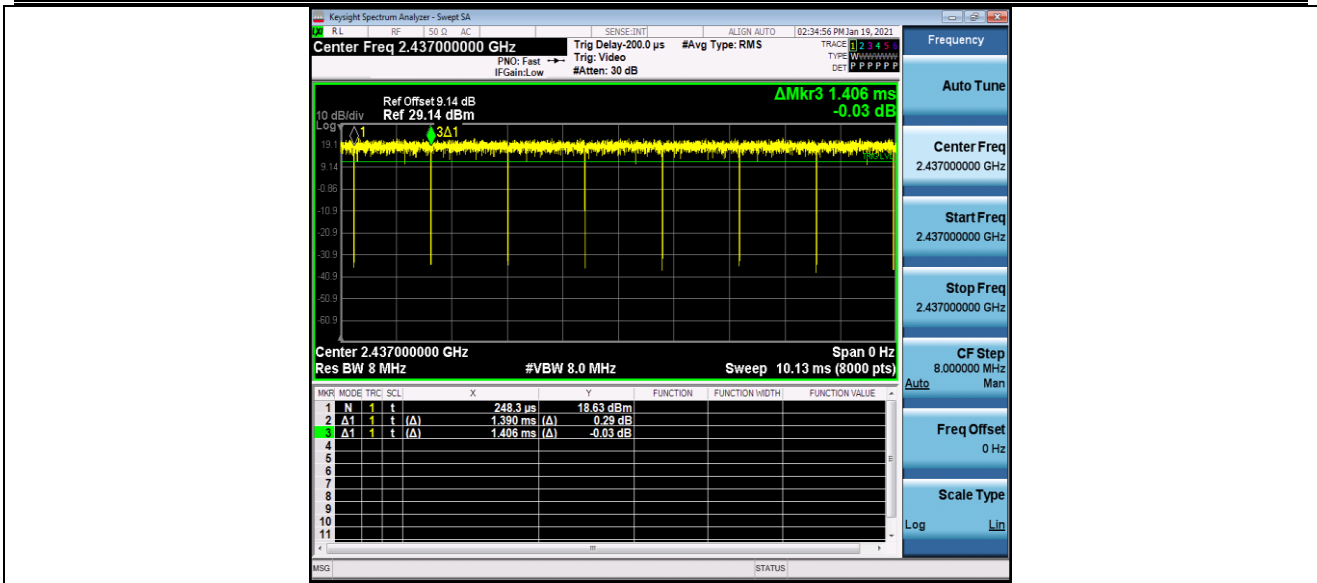 Keysight Spectrum Analyzer - Swept SA
RL RF 50 Ω AC SENSE:INT ALIGN AUTO 02:34:56 PM Jan 19, 2021
Center Freq 2.437000000 GHz
PNO: Fast
IFGain:Low
Trig Delay-200.0 µs
Trig: Video
#Atten: 30 dB
#Avg Type: RMS
TRACE 1 2 3 4 5 6
TYPE WWWWWW
DET P P P P P P
Frequency
ΔMkr3 1.406 ms
-0.03 dB
Ref Offset 9.14 dB
10 dB/div Ref 29.14 dBm
Log
1
3Δ1
19.1
9.14
-0.86
-10.9
-20.9
-30.9
-40.9
-50.9
-60.9
TRIG LVL
Center 2.437000000 GHz Span 0 Hz
Res BW 8 MHz #VBW 8.0 MHz Sweep 10.13 ms (8000 pts)
MKR MODE TRC SCL X Y FUNCTION FUNCTION WIDTH FUNCTION VALUE
1 N 1 t 248.3 µs 18.63 dBm
2 Δ1 1 t (Δ) 1.390 ms (Δ) 0.29 dB
3 Δ1 1 t (Δ) 1.406 ms (Δ) -0.03 dB
4
5
6
7
8
9
10
11
MSG STATUS
Auto Tune
Center Freq
2.437000000 GHz
Start Freq
2.437000000 GHz
Stop Freq
2.437000000 GHz
CF Step
8.000000 MHz
Auto Man
Freq Offset
0 Hz
Scale Type
Log Lin